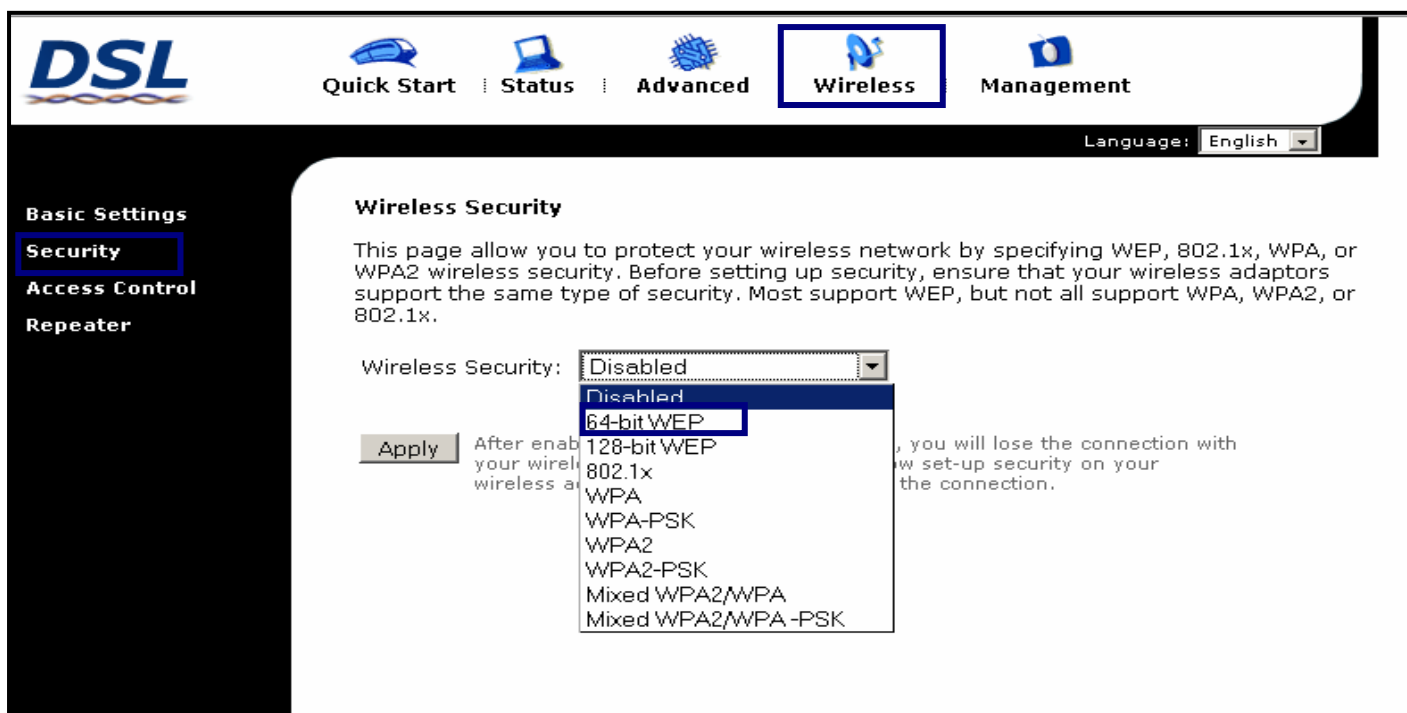 DSL
Quick Start
Status
Advanced
Wireless
Management
Language: English
Basic Settings
Security
Access Control
Repeater
Wireless Security
This page allow you to protect your wireless network by specifying WEP, 802.1x, WPA, or
WPA2 wireless security. Before setting up security, ensure that your wireless adaptors
support the same type of security. Most support WEP, but not all support WPA, WPA2, or
802.1x.
Wireless Security: Disabled
Disabled
64-bit WEP
128-bit WEP
802.1x
WPA
WPA-PSK
WPA2
WPA2-PSK
Mixed WPA2/WPA
Mixed WPA2/WPA-PSK
Apply
After , you will lose the connection with
your set-up security on your
wireless the connection.